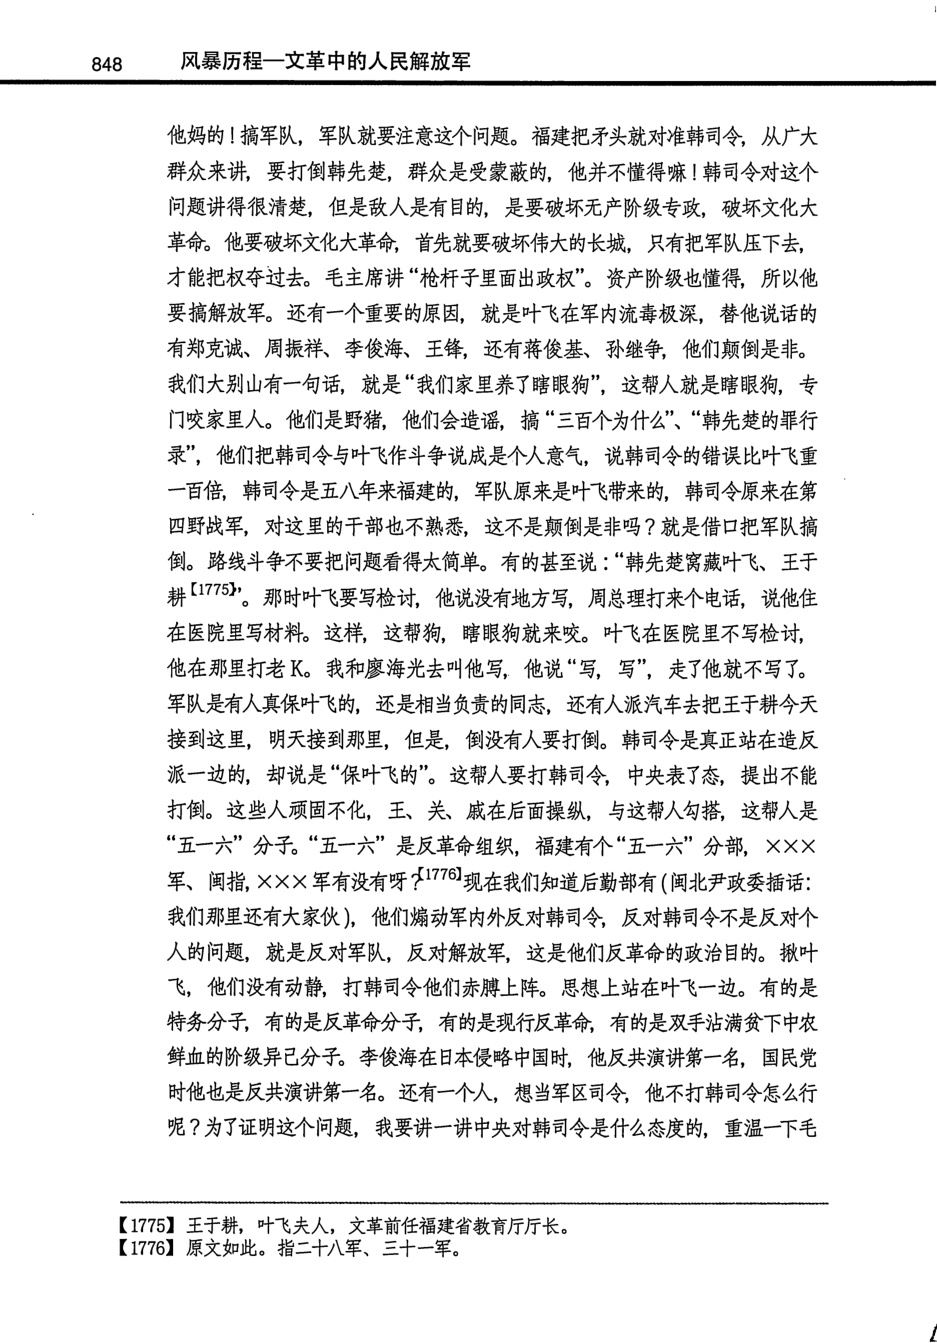 848 风暴历程—文革中的人民解放军
他妈的！搞军队，军队就要注意这个问题。福建把矛头就对准韩司令，从广大
群众来讲，要打倒韩先楚，群众是受蒙蔽的，他并不懂得嘛！韩司令对这个
问题讲得很清楚，但是敌人是有目的，是要破坏无产阶级专政，破坏文化大
革命。他要破坏文化大革命，首先就要破坏伟大的长城，只有把军队压下去，
才能把权夺过去。毛主席讲“枪杆子里面出政权”。资产阶级也懂得，所以他
要搞解放军。还有一个重要的原因，就是叶飞在军内流毒极深，替他说话的
有郑克诚、周振祥、李俊海、王锋，还有蒋俊基、孙继争，他们颠倒是非。
我们大别山有一句话，就是“我们家里养了瞎眼狗”，这帮人就是瞎眼狗，专
门咬家里人。他们是野猪，他们会造谣，搞“三百个为什么”、“韩先楚的罪行
录”，他们把韩司令与叶飞作斗争说成是个人意气，说韩司令的错误比叶飞重
一百倍，韩司令是五八年来福建的，军队原来是叶飞带来的，韩司令原来在第
四野战军，对这里的干部也不熟悉，这不是颠倒是非吗？就是借口把军队搞
倒。路线斗争不要把问题看得太简单。有的甚至说：“韩先楚窝藏叶飞、王于
耕【1775】”。那时叶飞要写检讨，他说没有地方写，周总理打来个电话，说他住
在医院里写材料。这样，这帮狗，瞎眼狗就来咬。叶飞在医院里不写检讨，
他在那里打老K。我和廖海光去叫他写，他说“写，写”，走了他就不写了。
军队是有人真保叶飞的，还是相当负责的同志，还有人派汽车去把王于耕今天
接到这里，明天接到那里，但是，倒没有人要打倒。韩司令是真正站在造反
派一边的，却说是“保叶飞的”。这帮人要打韩司令，中央表了态，提出不能
打倒。这些人顽固不化，王、关、戚在后面操纵，与这帮人勾搭，这帮人是
“五一六”分子。“五一六”是反革命组织，福建有个“五一六”分部，×××
军、闽指，×××军有没有呀？【1776】现在我们知道后勤部有（闽北尹政委插话：
我们那里还有大家伙），他们煽动军内外反对韩司令，反对韩司令不是反对个
人的问题，就是反对军队，反对解放军，这是他们反革命的政治目的。揪叶
飞，他们没有动静，打韩司令他们赤膊上阵。思想上站在叶飞一边。有的是
特务分子，有的是反革命分子，有的是现行反革命，有的是双手沾满贫下中农
鲜血的阶级异己分子。李俊海在日本侵略中国时，他反共演讲第一名，国民党
时他也是反共演讲第一名。还有一个人，想当军区司令，他不打韩司令怎么行
呢？为了证明这个问题，我要讲一讲中央对韩司令是什么态度的，重温一下毛
【1775】王于耕，叶飞夫人，文革前任福建省教育厅厅长。
【1776】原文如此。指二十八军、三十一军。